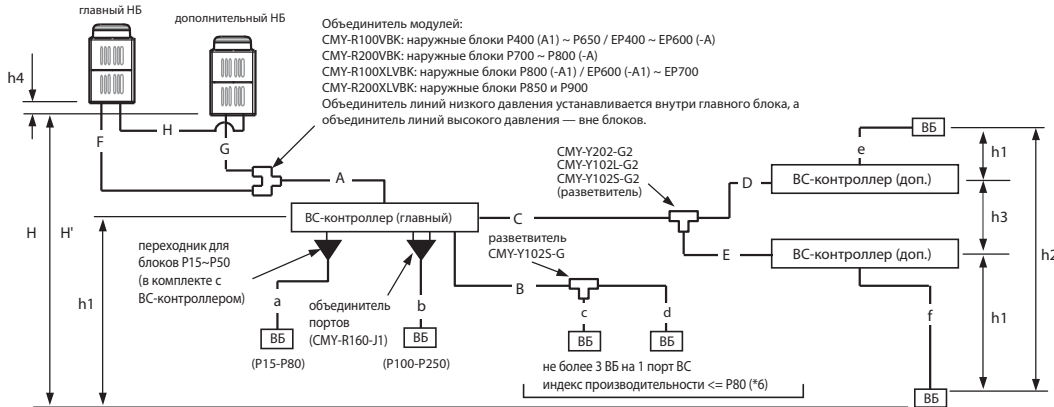 главный НБ
дополнительный НБ
Объединитель модулей:
CMY-R100VBK: наружные блоки P400 (A1) ~ P650 / EP400 ~ EP600 (-A)
CMY-R200VBK: наружные блоки P700 ~ P800 (-A)
CMY-R100XLVBK: наружные блоки P800 (-A1) / EP600 (-A1) ~ EP700
CMY-R200XLVBK: наружные блоки P850 и P900
Объединитель линий низкого давления устанавливается внутри главного блока, а
объединитель линий высокого давления — вне блоков.
h4
H
F
G
A
CMY-Y202-G2
CMY-Y102L-G2
CMY-Y102S-G2
(разветвитель)
ВБ
e
h1
D
ВС-контроллер (доп.)
ВС-контроллер (главный)
C
h3
H
H'
h2
переходник для
блоков P15~P50
(в комплекте с
ВС-контроллером)
разветвитель
CMY-Y102S-G
E
ВС-контроллер (доп.)
h1
a
объединитель
портов
(CMY-R160-J1)
b
B
c
d
f
h1
ВБ
(P15-P80)
ВБ
(P100-P250)
ВБ
ВБ
не более 3 ВБ на 1 порт ВС
индекс производительности <= P80 (*6)
ВБ